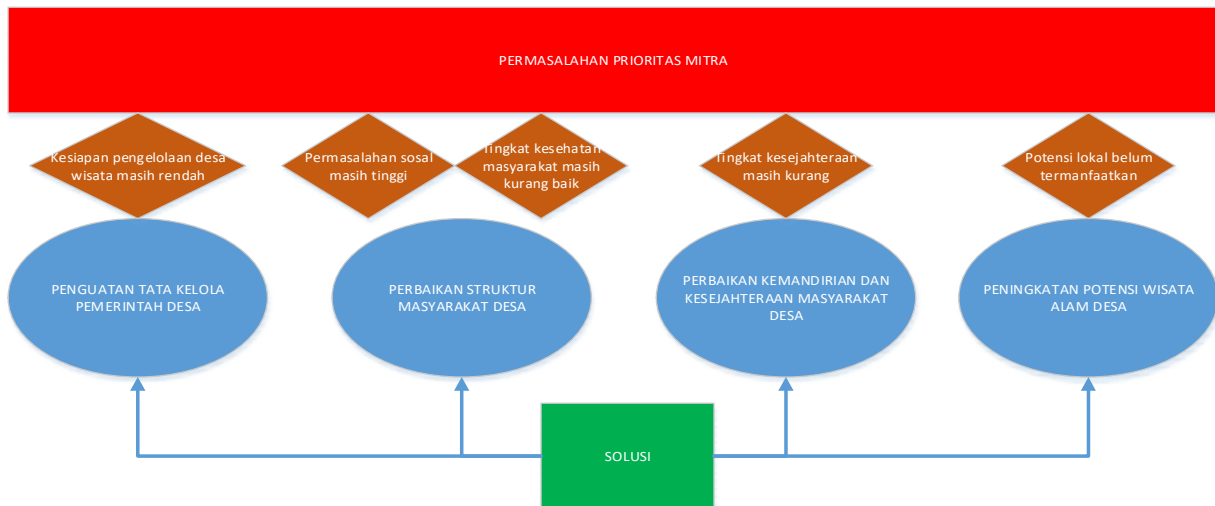 PERMASALAHAN PRIORITAS MITRA
Kesiapan pengelolaan desa
wisata masih rendah
Permasalahan sosal
masih tinggi
Tingkat kesehatan
masyarakat masih
kurang baik
Tingkat kesejahteraan
masih kurang
Potensi lokal belum
termanfaatkan
PENGUATAN TATA KELOLA
PEMERINTAH DESA
PERBAIKAN STRUKTUR
MASYARAKAT DESA
PERBAIKAN KEMANDIRIAN DAN
KESEJAHTERAAN MASYARAKAT
DESA
PENINGKATAN POTENSI WISATA
ALAM DESA
SOLUSI